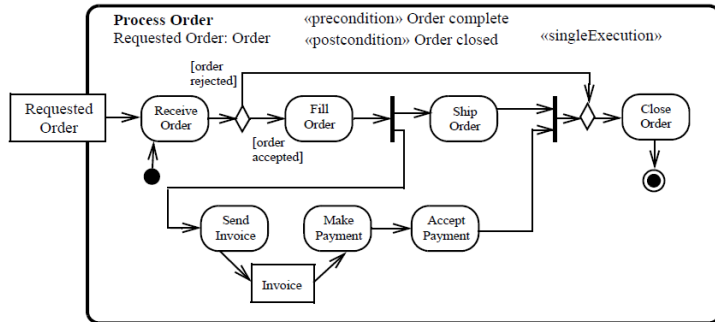 Process Order
«precondition» Order complete
Requested Order: Order
«postcondition» Order closed
«singleExecution»
[order
rejected]
Requested
Order
Receive
Order
Fill
Order
Ship
Order
Close
Order
[order
accepted]
Send
Invoice
Make
Payment
Accept
Payment
Invoice